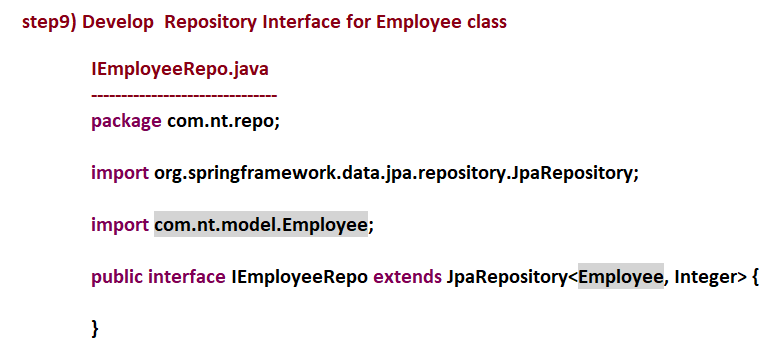 step9) Develop Repository Interface for Employee class
IEmployeeRepo.java
-------------------------------
package com.nt.repo;
import org.springframework.data.jpa.repository.JpaRepository;
import com.nt.model.Employee;
public interface IEmployeeRepo extends JpaRepository<Employee, Integer> {
}